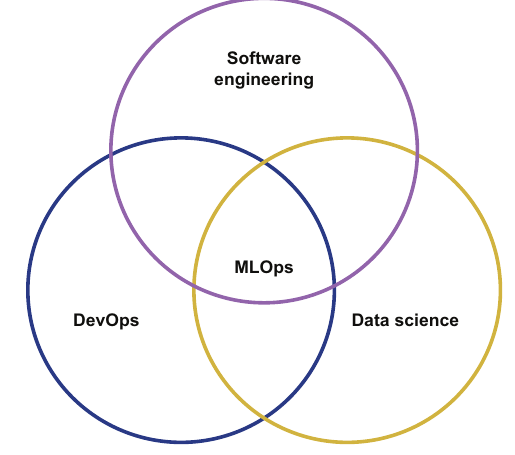 Software
engineering
MLOps
DevOps
Data science